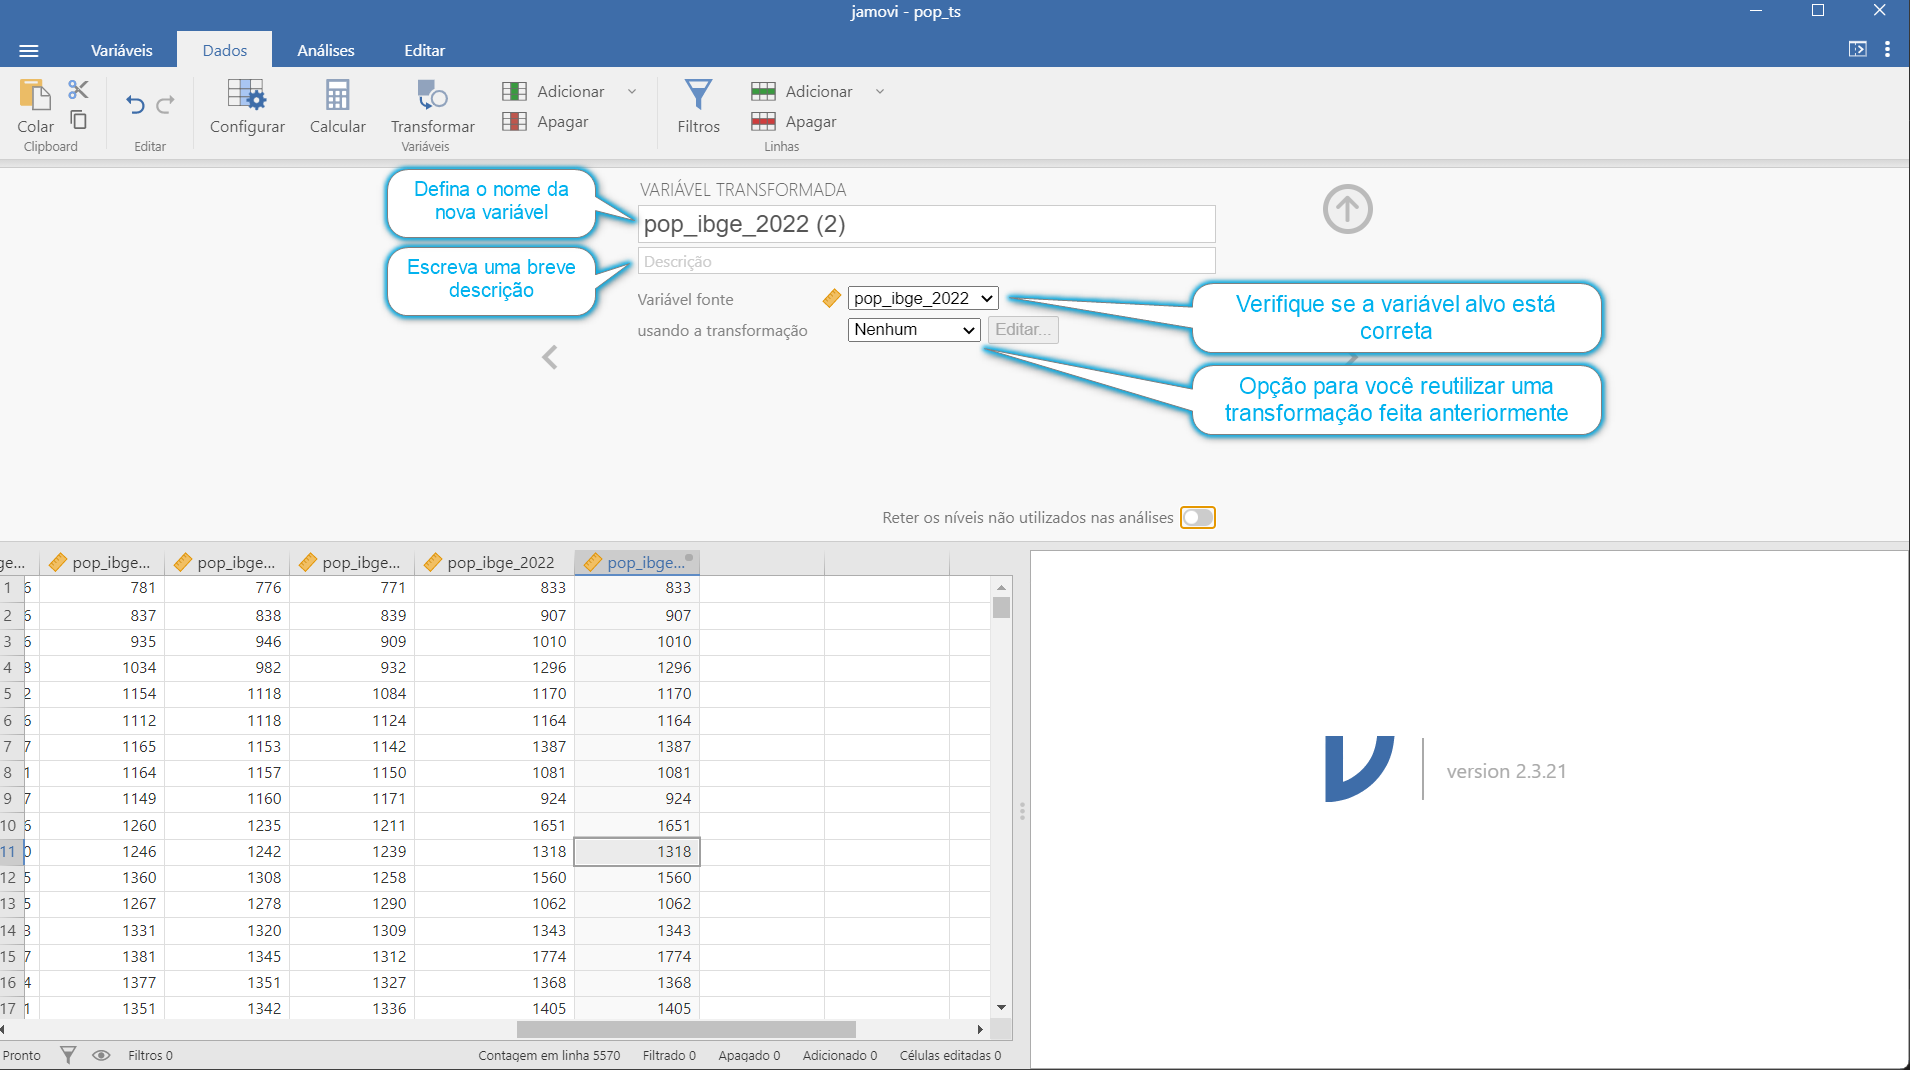 jamovi - pop_ts
Variáveis Dados Análises Editar
Colar
Clipboard
Editar
Configurar Calcular Transformar
Adicionar
Apagar
Variáveis
Filtros
Adicionar
Apagar
Linhas
Defina o nome da
nova variável
VARIÁVEL TRANSFORMADA
pop_ibge_2022 (2)
Escreva uma breve
descrição
Descrição
Variável fonte pop_ibge_2022
usando a transformação Nenhum Editar...
Verifique se a variável alvo está
correta
Opção para você reutilizar uma
transformação feita anteriormente
Reter os níveis não utilizados nas análises
ge... pop_ibge... pop_ibge... pop_ibge... pop_ibge_2022 pop_ibge...
1 6 781 776 771 833 833
2 6 837 838 839 907 907
3 6 935 946 909 1010 1010
4 8 1034 982 932 1296 1296
5 2 1154 1118 1084 1170 1170
6 6 1112 1118 1124 1164 1164
7 7 1165 1153 1142 1387 1387
8 1 1164 1157 1150 1081 1081
9 7 1149 1160 1171 924 924
10 6 1260 1235 1211 1651 1651
11 0 1246 1242 1239 1318 1318
12 5 1360 1308 1258 1560 1560
13 5 1267 1278 1290 1062 1062
14 3 1331 1320 1309 1343 1343
15 7 1381 1345 1312 1774 1774
16 4 1377 1351 1327 1368 1368
17 1 1351 1342 1336 1405 1405
version 2.3.21
Pronto Filtros 0 Contagem em linha 5570 Filtrado 0 Apagado 0 Adicionado 0 Células editadas 0